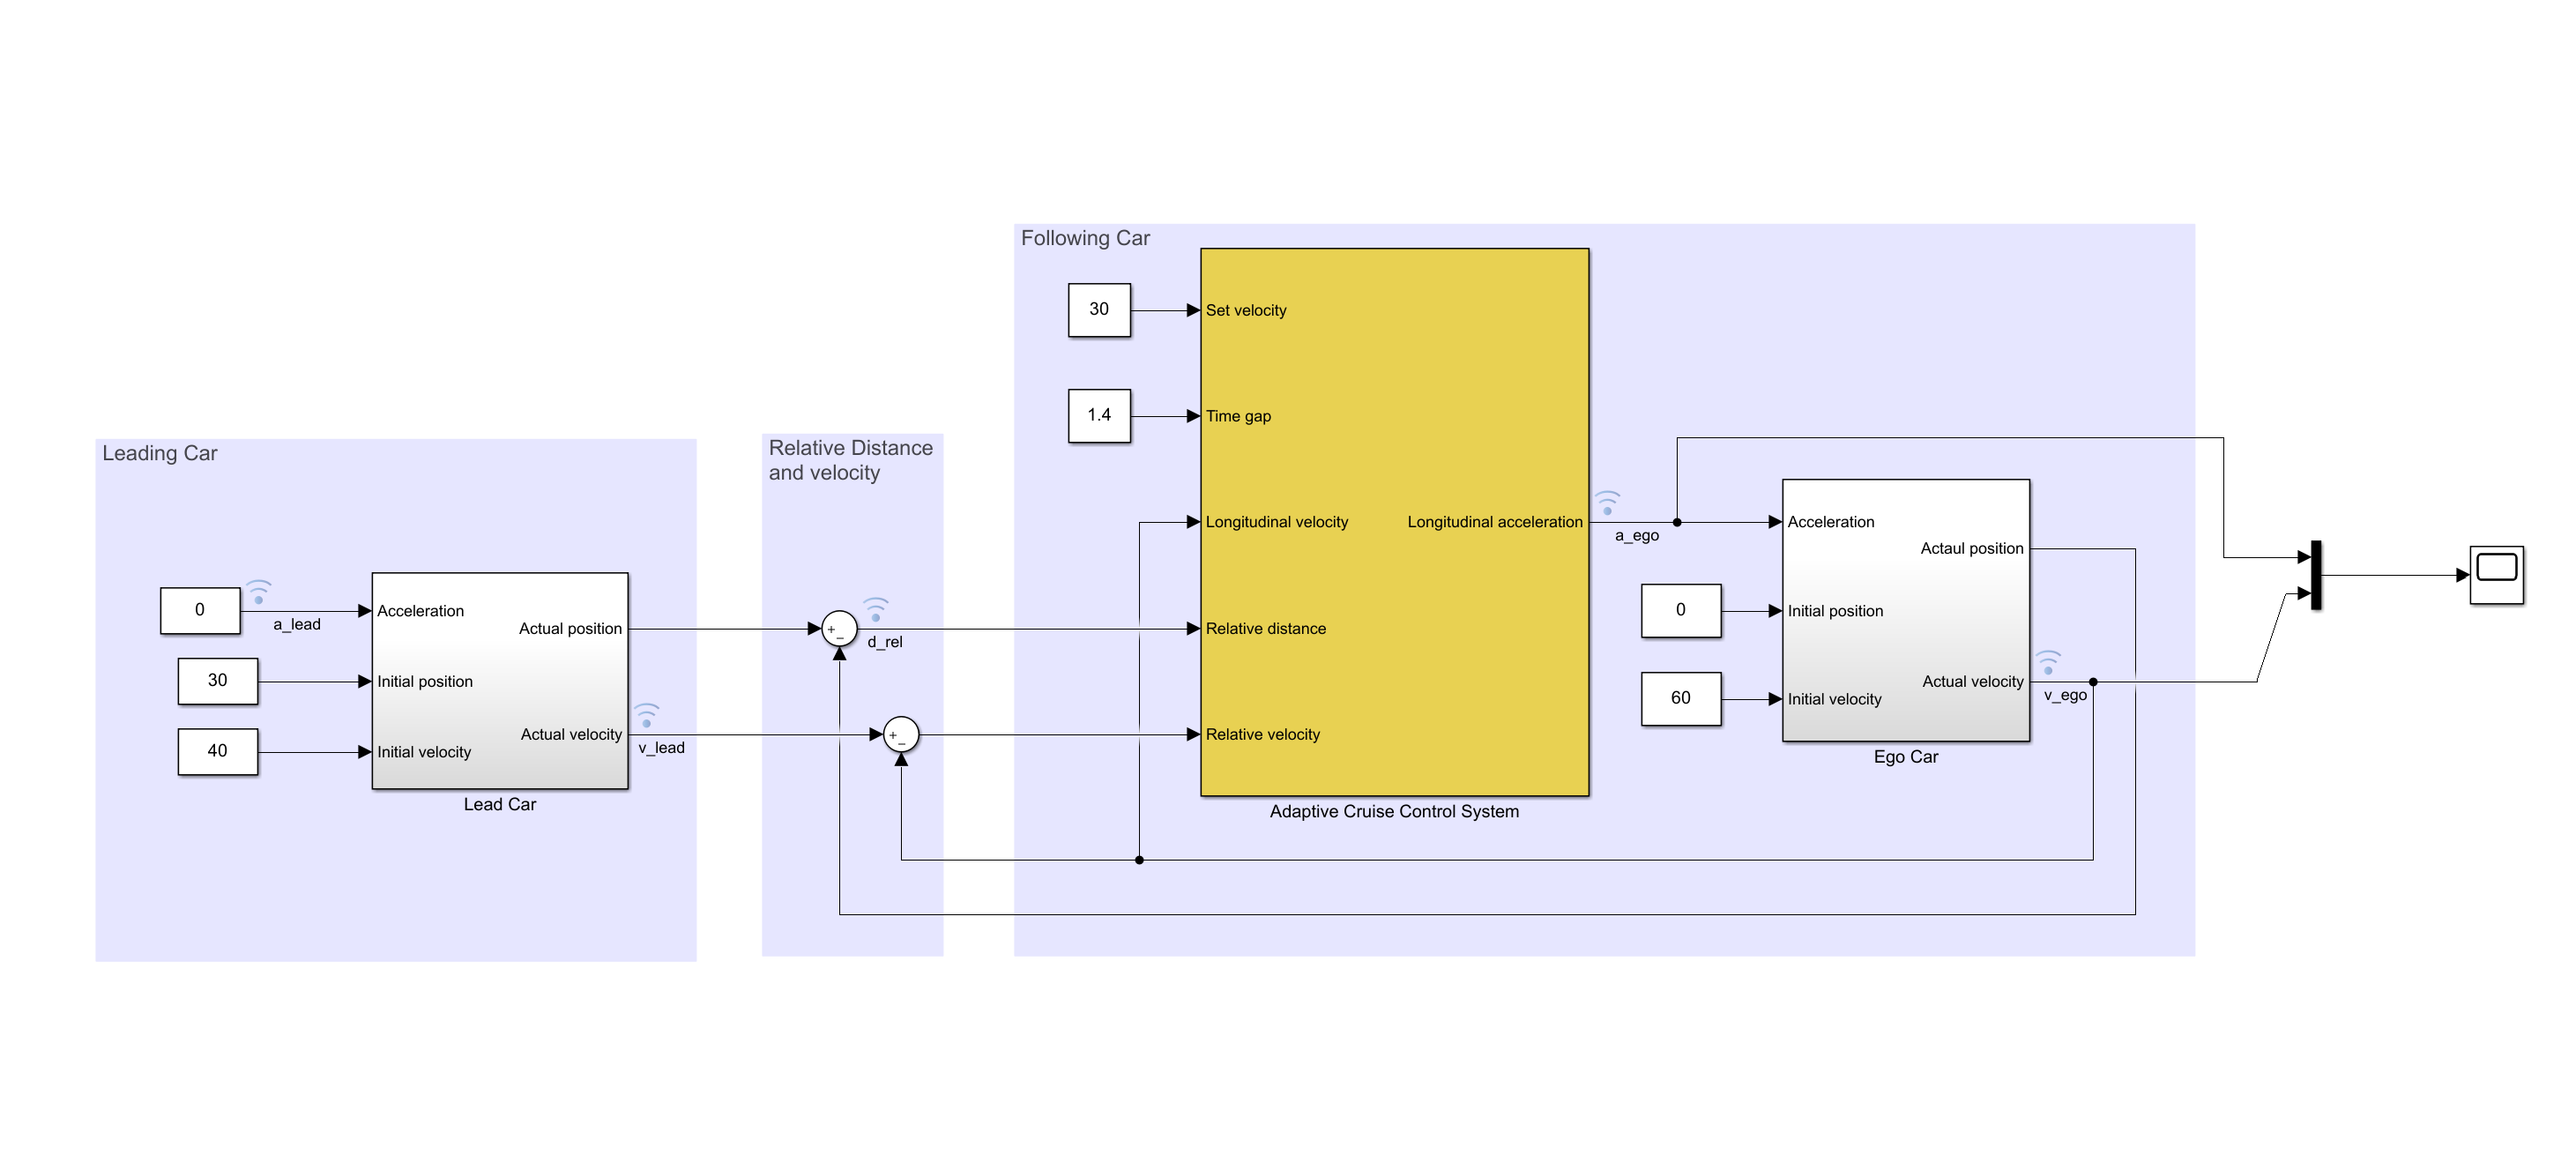 Leading Car
0
a_lead
30
40
Acceleration
Initial position
Initial velocity
Actual position
Actual velocity
Lead Car
v_lead
Relative Distance
and velocity
+
−
d_rel
+
−
Following Car
30
1.4
Set velocity
Time gap
Longitudinal velocity
Relative distance
Relative velocity
Longitudinal acceleration
Adaptive Cruise Control System
a_ego
0
60
Acceleration
Initial position
Initial velocity
Actaul position
Actual velocity
Ego Car
v_ego